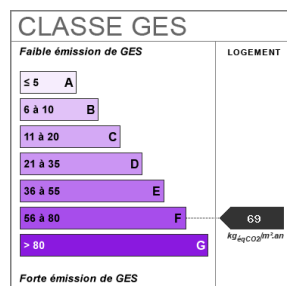 CLASSE GES
Faible émission de GES
LOGEMENT
≤ 5 A
6 à 10 B
11 à 20 C
21 à 35 D
36 à 55 E
56 à 80 F
69
kgéqCO2/m².an
> 80 G
Forte émission de GES